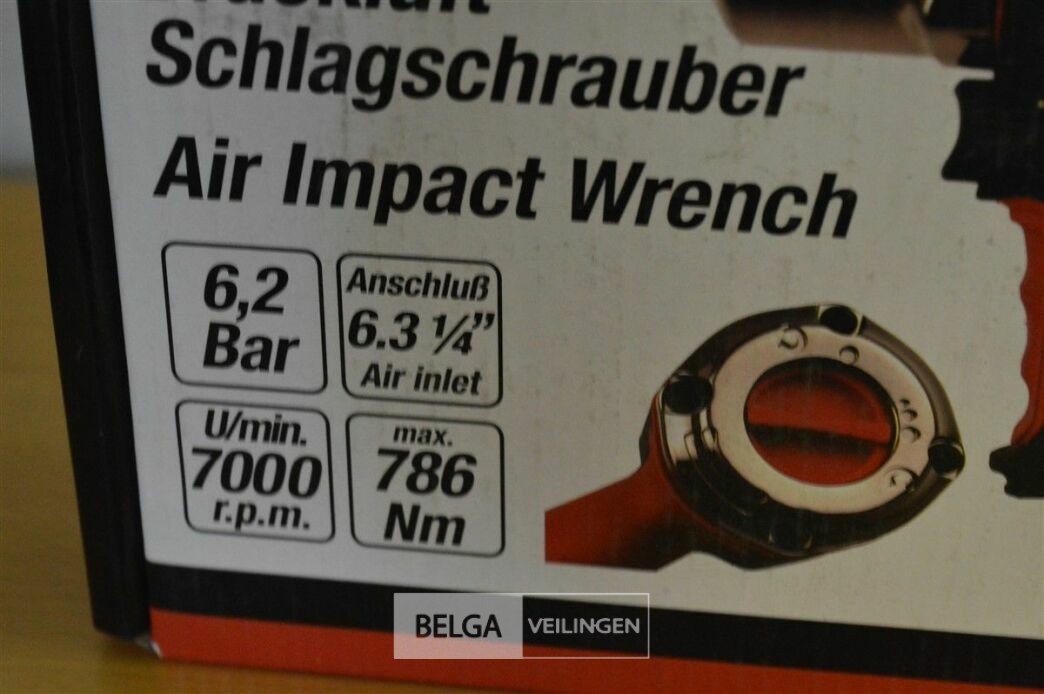 Druckluft
Schlagschrauber
Air Impact Wrench
6,2
Bar
Anschluß
6.3 ¼”
Air inlet
U/min.
7000
r.p.m.
max.
786
Nm
BELGA VEILINGEN